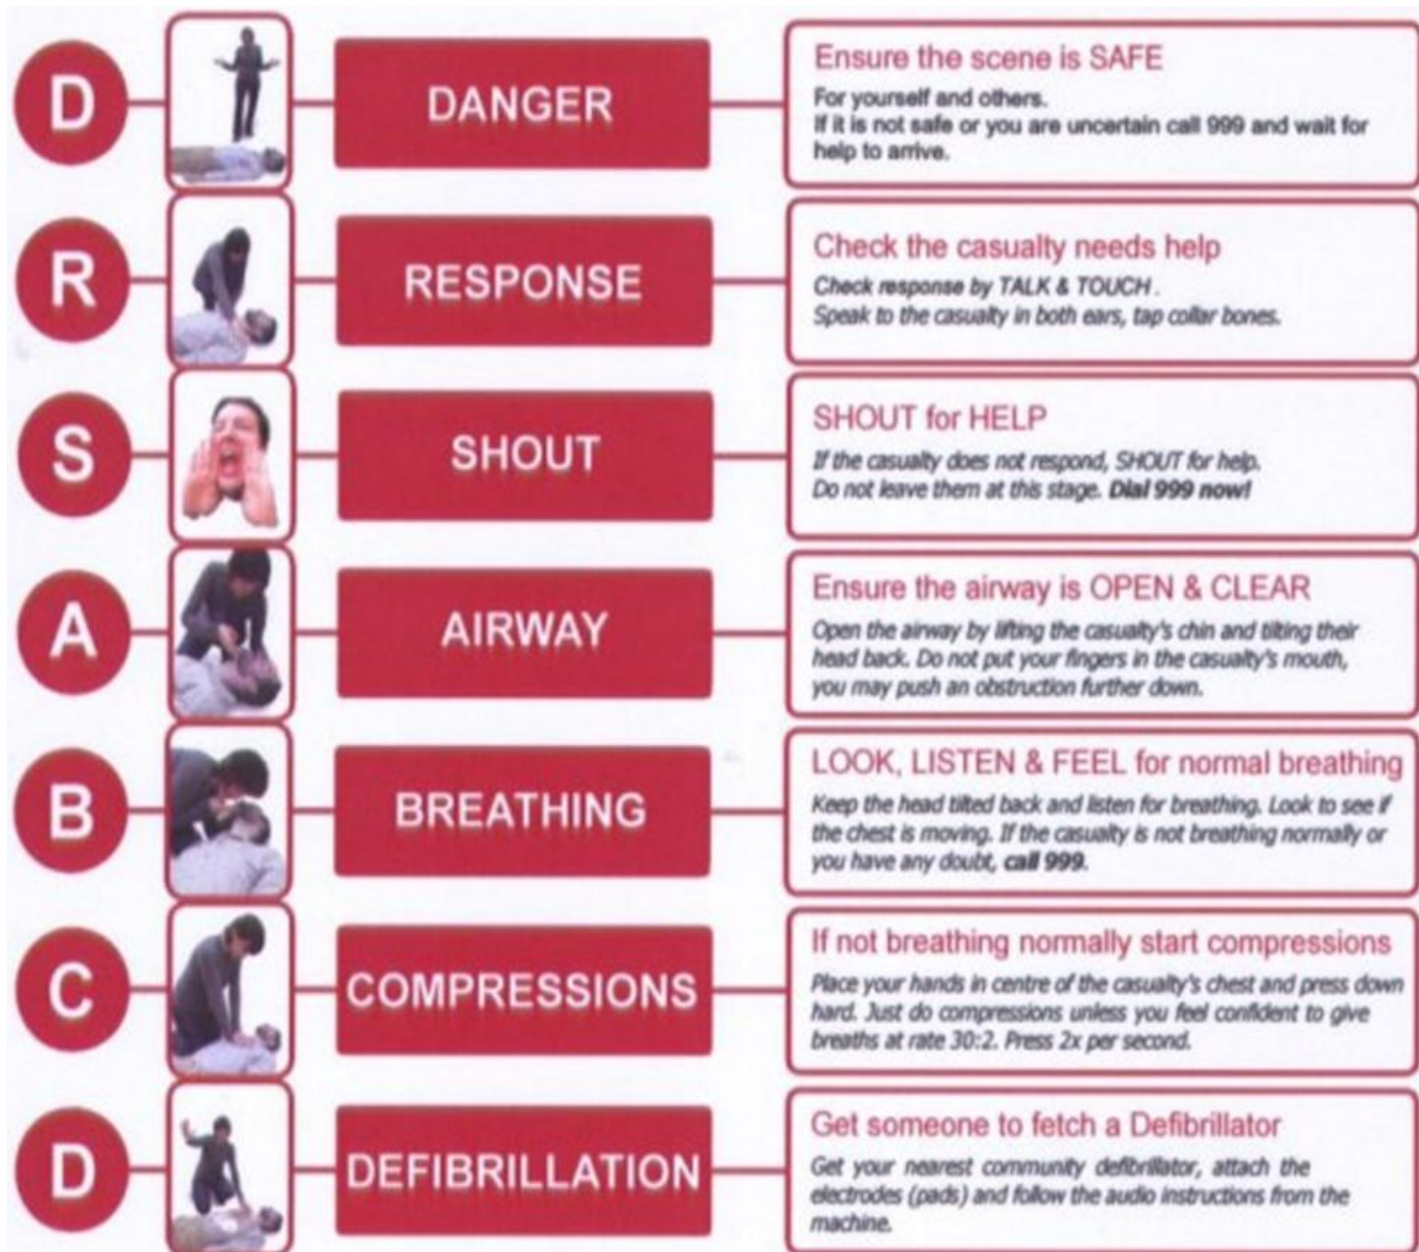 D
DANGER
Ensure the scene is SAFE
For yourself and others.
If it is not safe or you are uncertain call 999 and wait for
help to arrive.
R
RESPONSE
Check the casualty needs help
Check response by TALK & TOUCH .
Speak to the casualty in both ears, tap collar bones.
S
SHOUT
SHOUT for HELP
If the casualty does not respond, SHOUT for help.
Do not leave them at this stage. Dial 999 now!
A
AIRWAY
Ensure the airway is OPEN & CLEAR
Open the airway by lifting the casualty's chin and tilting their
head back. Do not put your fingers in the casualty's mouth,
you may push an obstruction further down.
B
BREATHING
LOOK, LISTEN & FEEL for normal breathing
Keep the head tilted back and listen for breathing. Look to see if
the chest is moving. If the casualty is not breathing normally or
you have any doubt, call 999.
C
COMPRESSIONS
If not breathing normally start compressions
Place your hands in centre of the casualty's chest and press down
hard. Just do compressions unless you feel confident to give
breaths at rate 30:2. Press 2x per second.
D
DEFIBRILLATION
Get someone to fetch a Defibrillator
Get your nearest community defibrillator, attach the
electrodes (pads) and follow the audio instructions from the
machine.